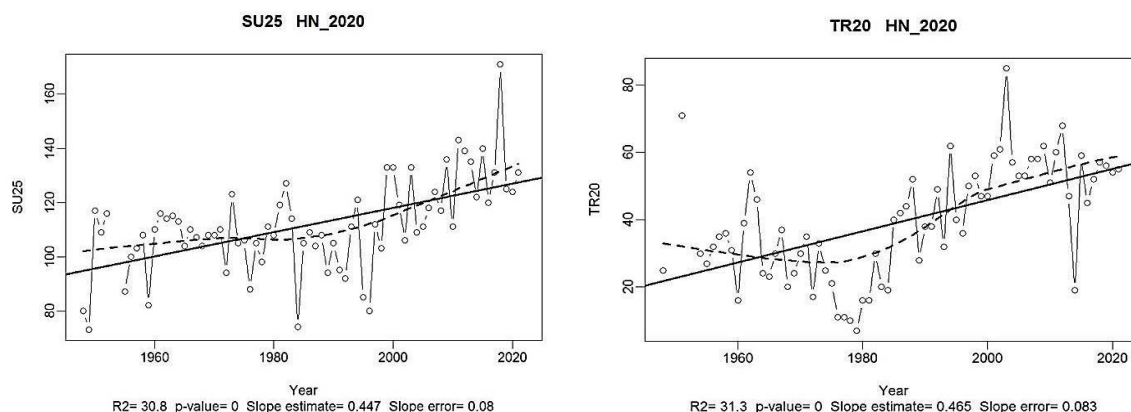 SU25 HN_2020
SU25
160
140
120
100
80
1960
1980
2000
2020
Year
R2= 30.8 p-value= 0 Slope estimate= 0.447 Slope error= 0.08
TR20 HN_2020
TR20
80
60
40
20
1960
1980
2000
2020
Year
R2= 31.3 p-value= 0 Slope estimate= 0.465 Slope error= 0.083